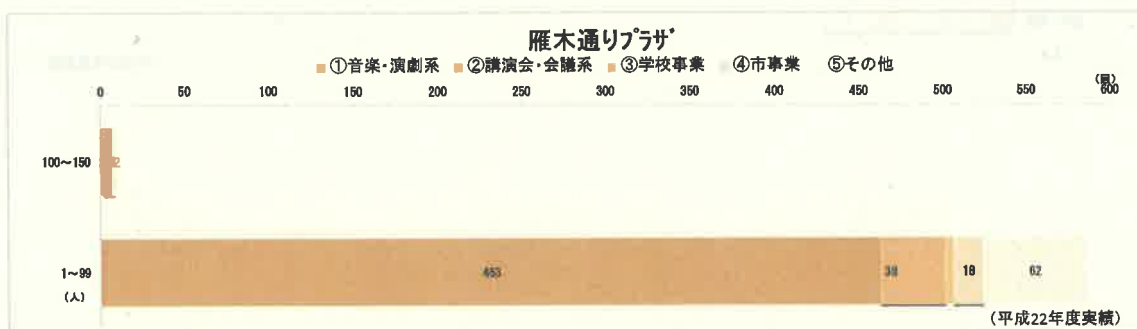 雁木通りプラザ
■①音楽・演劇系 ■②講演会・会議系 ■③学校事業 ④市事業 ⑤その他
(回)
0 50 100 150 200 250 300 350 400 450 500 550 600
100～150
1～99 463 38 18 62
(人)
(平成22年度実績)